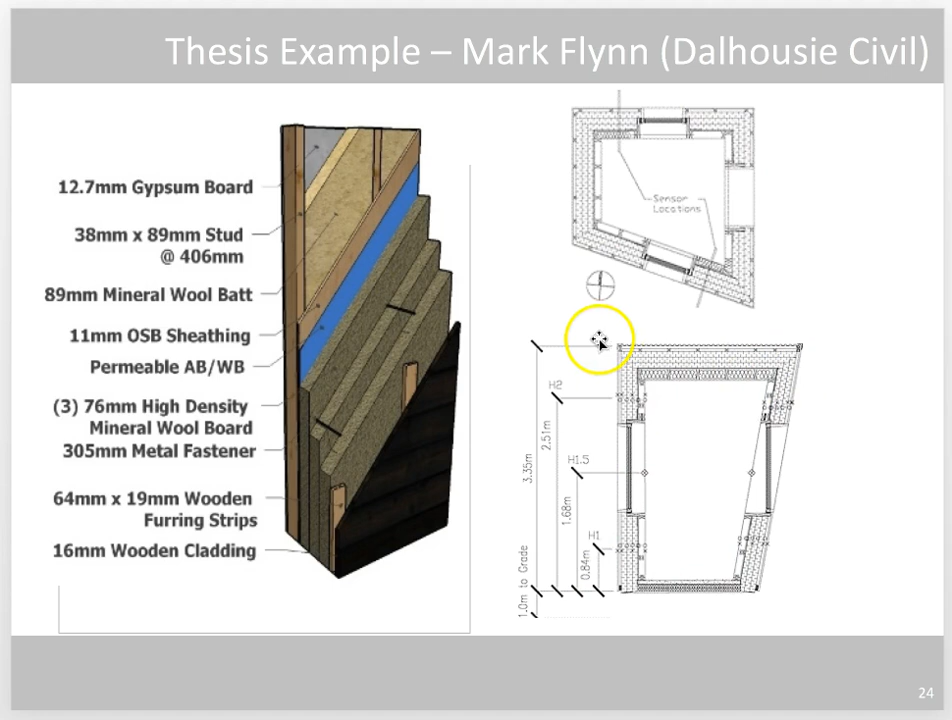 Thesis Example – Mark Flynn (Dalhousie Civil)
12.7mm Gypsum Board
38mm x 89mm Stud
@ 406mm
89mm Mineral Wool Batt
11mm OSB Sheathing
Permeable AB/WB
(3) 76mm High Density
Mineral Wool Board
305mm Metal Fastener
64mm x 19mm Wooden
Furring Strips
16mm Wooden Cladding
Sensor
Locations
H2
2.51m
3.35m
H1.5
1.68m
H1
0.84m
1.0m to Grade
24